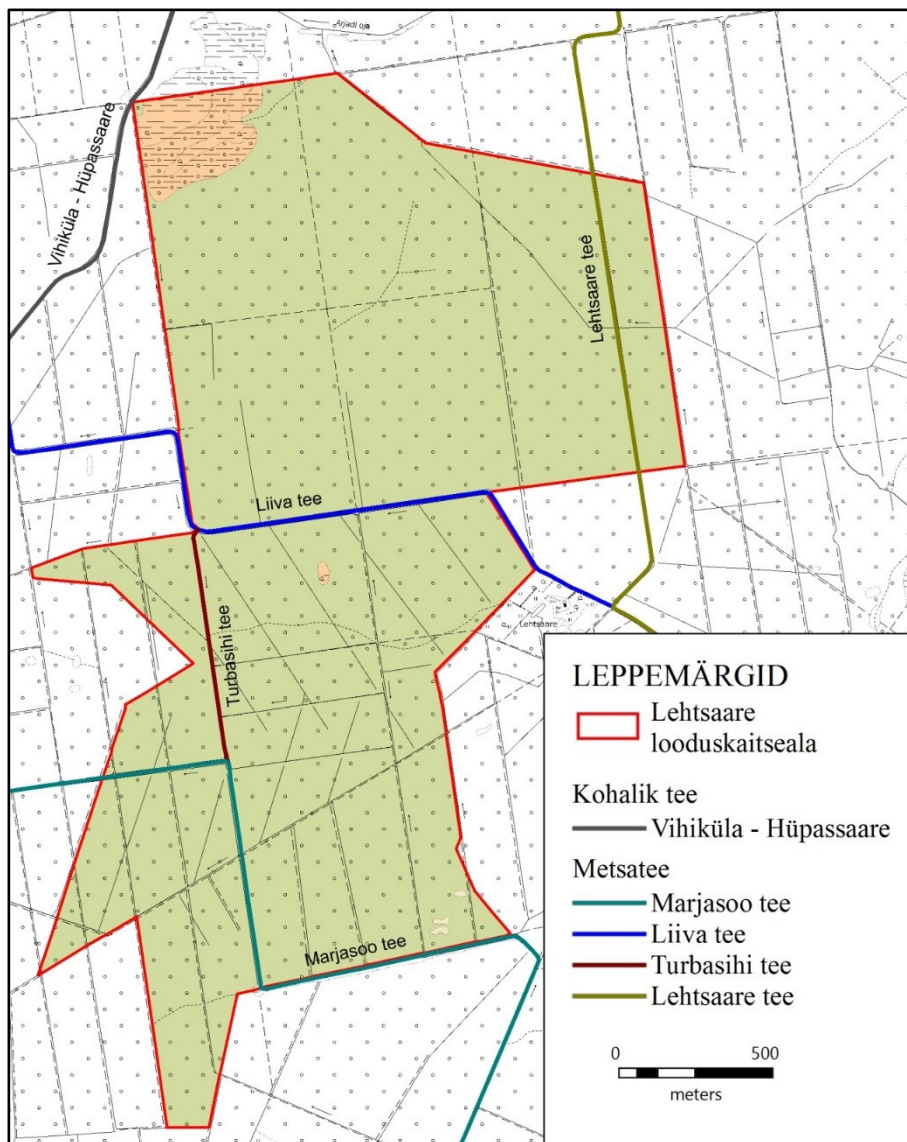 Arjadi oja
Vihiküla - Hüpassaare
Lehtsaare tee
Liiva tee
Turbasihi tee
Lehtsaare
Marjasoo tee
LEPPEMÄRGID
Lehtsaare
looduskaitseala
Kohalik tee
Vihiküla - Hüpassaare
Metsatee
Marjasoo tee
Liiva tee
Turbasihi tee
Lehtsaare tee
0 500
meters